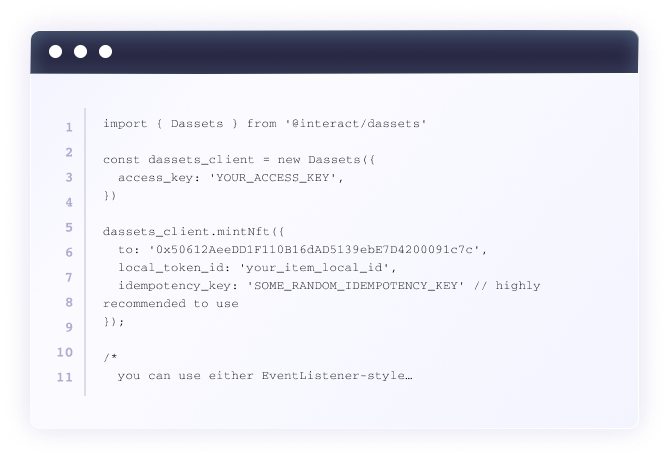 1
2
3
4
5
6
7
8
9
10
11
import { Dassets } from '@interact/dassets'
const dassets_client = new Dassets({
access_key: 'YOUR_ACCESS_KEY',
})
dassets_client.mintNft({
to: '0x50612AeeDD1F110B16dAD5139ebE7D4200091c7c',
local_token_id: 'your_item_local_id',
idempotency_key: 'SOME_RANDOM_IDEMPOTENCY_KEY' // highly
recommended to use
});
/*
you can use either EventListener-style…